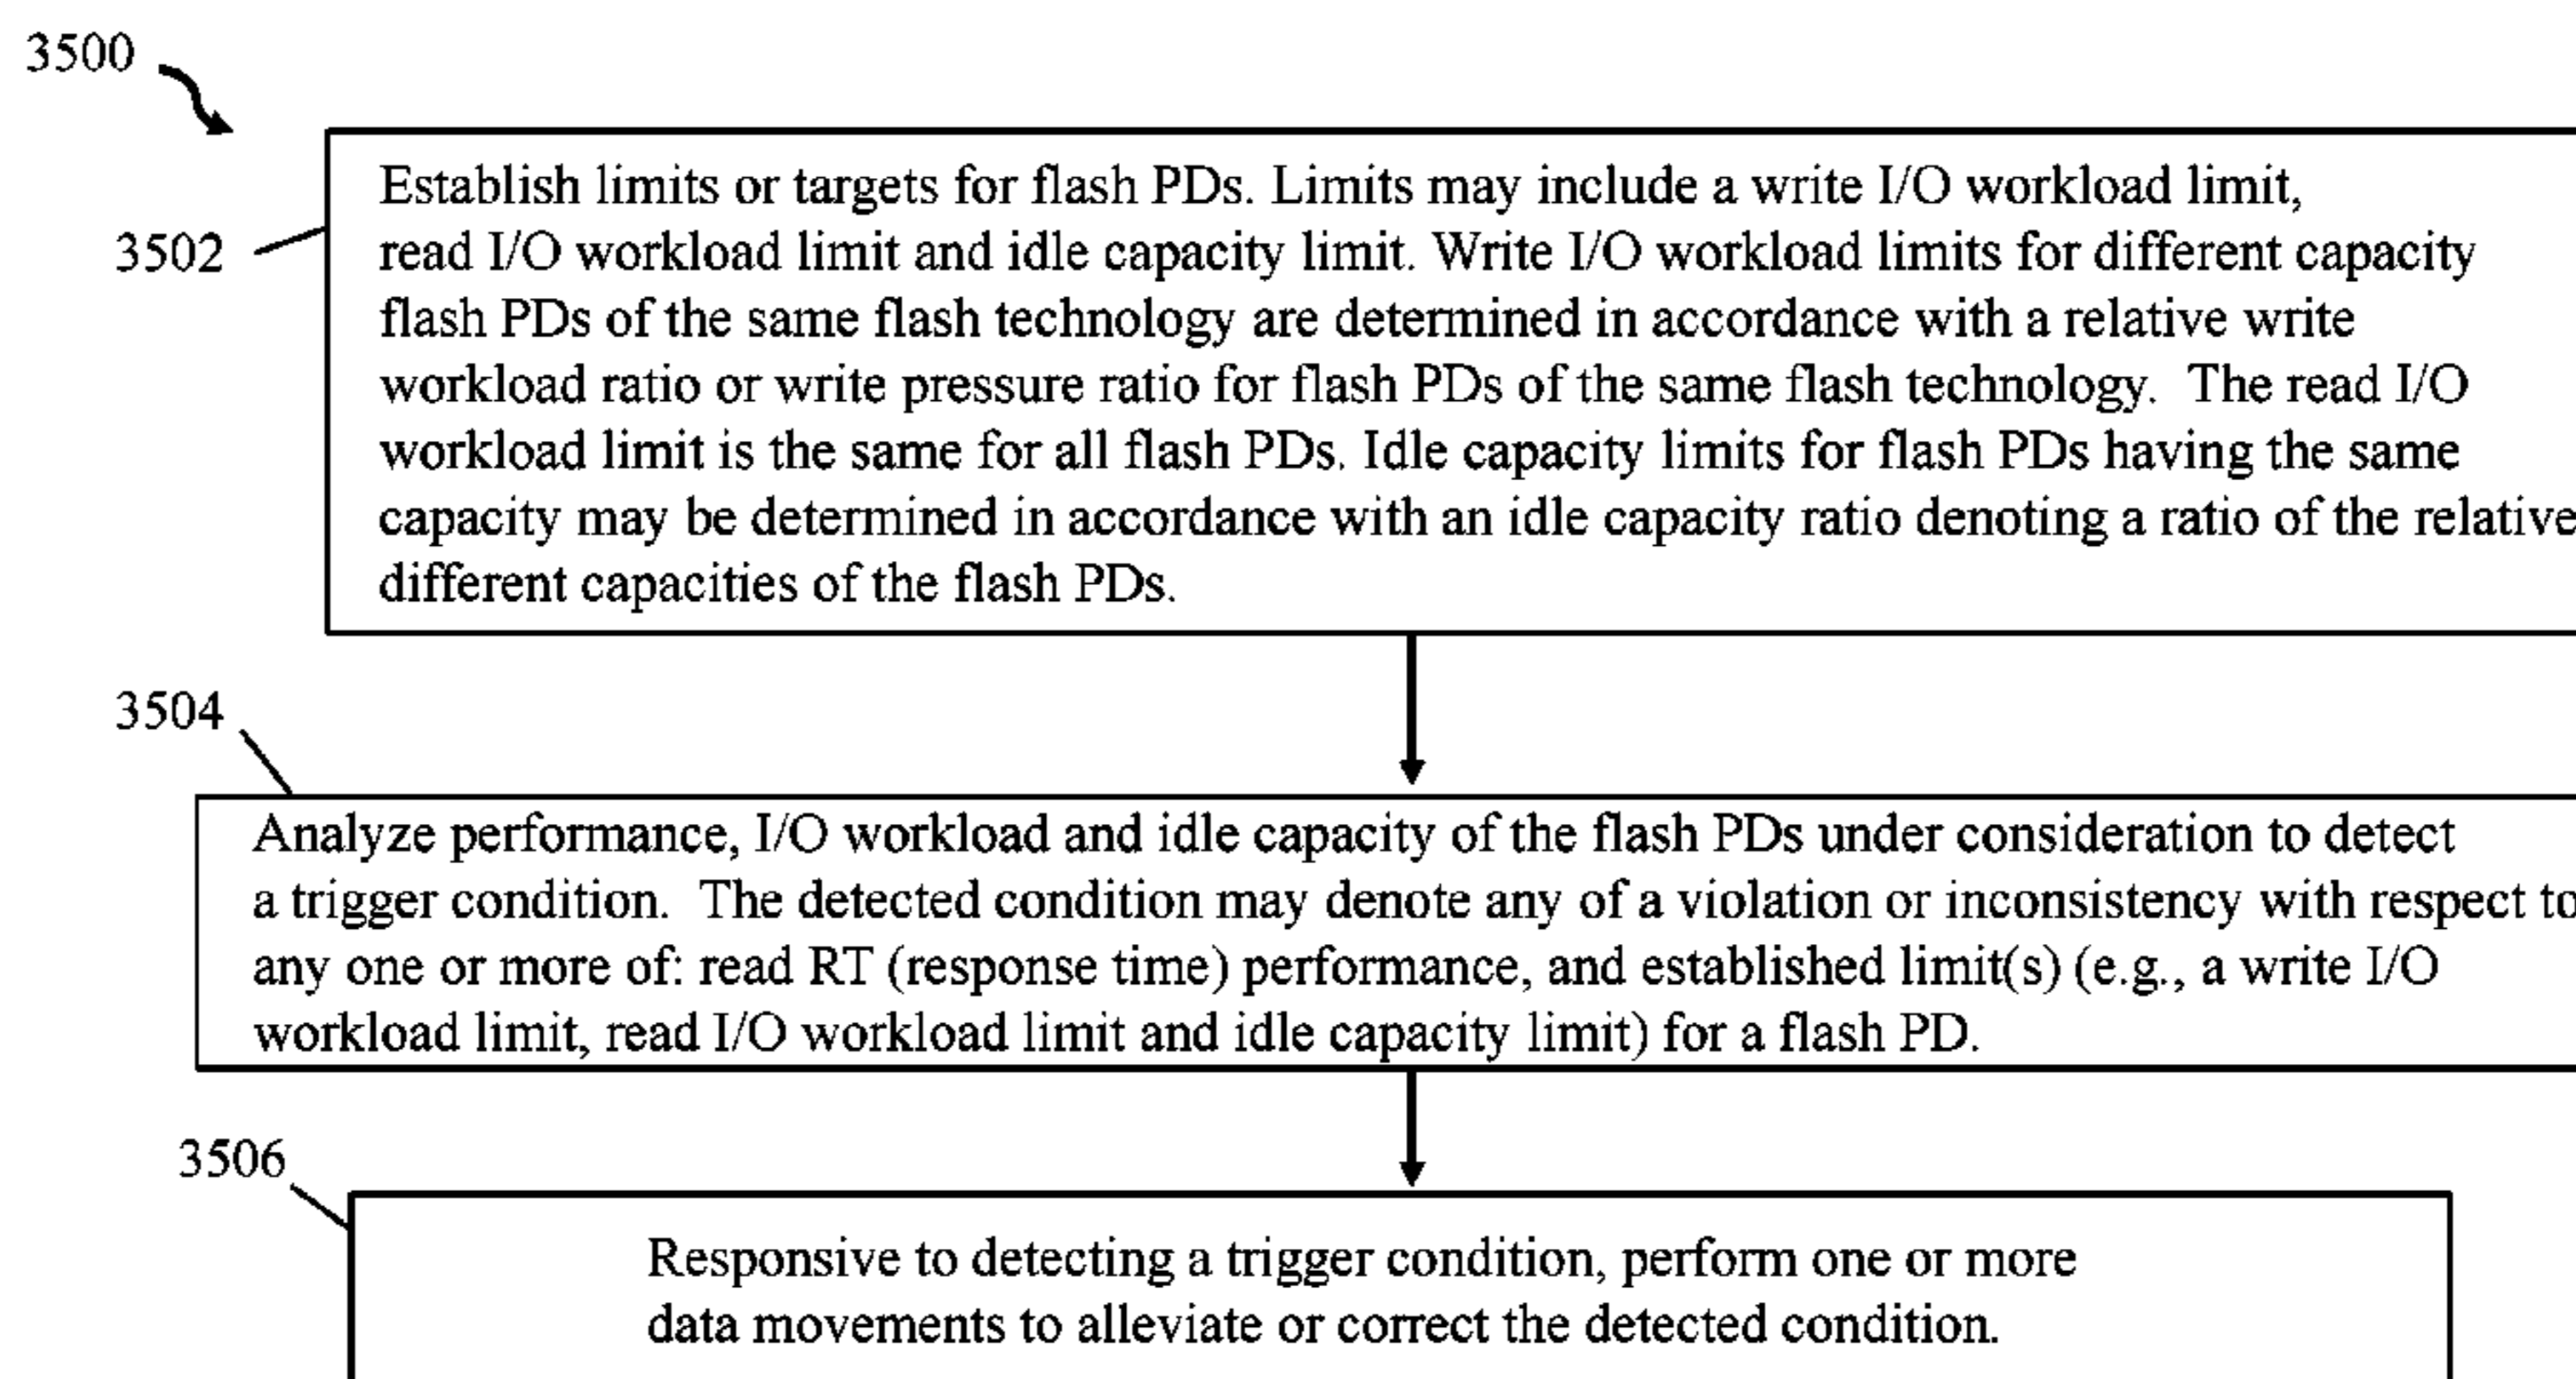 3500
3502
Establish limits or targets for flash PDs. Limits may include a write I/O workload limit,
read I/O workload limit and idle capacity limit. Write I/O workload limits for different capacity
flash PDs of the same flash technology are determined in accordance with a relative write
workload ratio or write pressure ratio for flash PDs of the same flash technology.  The read I/O
workload limit is the same for all flash PDs. Idle capacity limits for flash PDs having the same
capacity may be determined in accordance with an idle capacity ratio denoting a ratio of the relative
different capacities of the flash PDs.
3504
Analyze performance, I/O workload and idle capacity of the flash PDs under consideration to detect
a trigger condition.  The detected condition may denote any of a violation or inconsistency with respect to
any one or more of: read RT (response time) performance, and established limit(s) (e.g., a write I/O
workload limit, read I/O workload limit and idle capacity limit) for a flash PD.
3506
Responsive to detecting a trigger condition, perform one or more
data movements to alleviate or correct the detected condition.